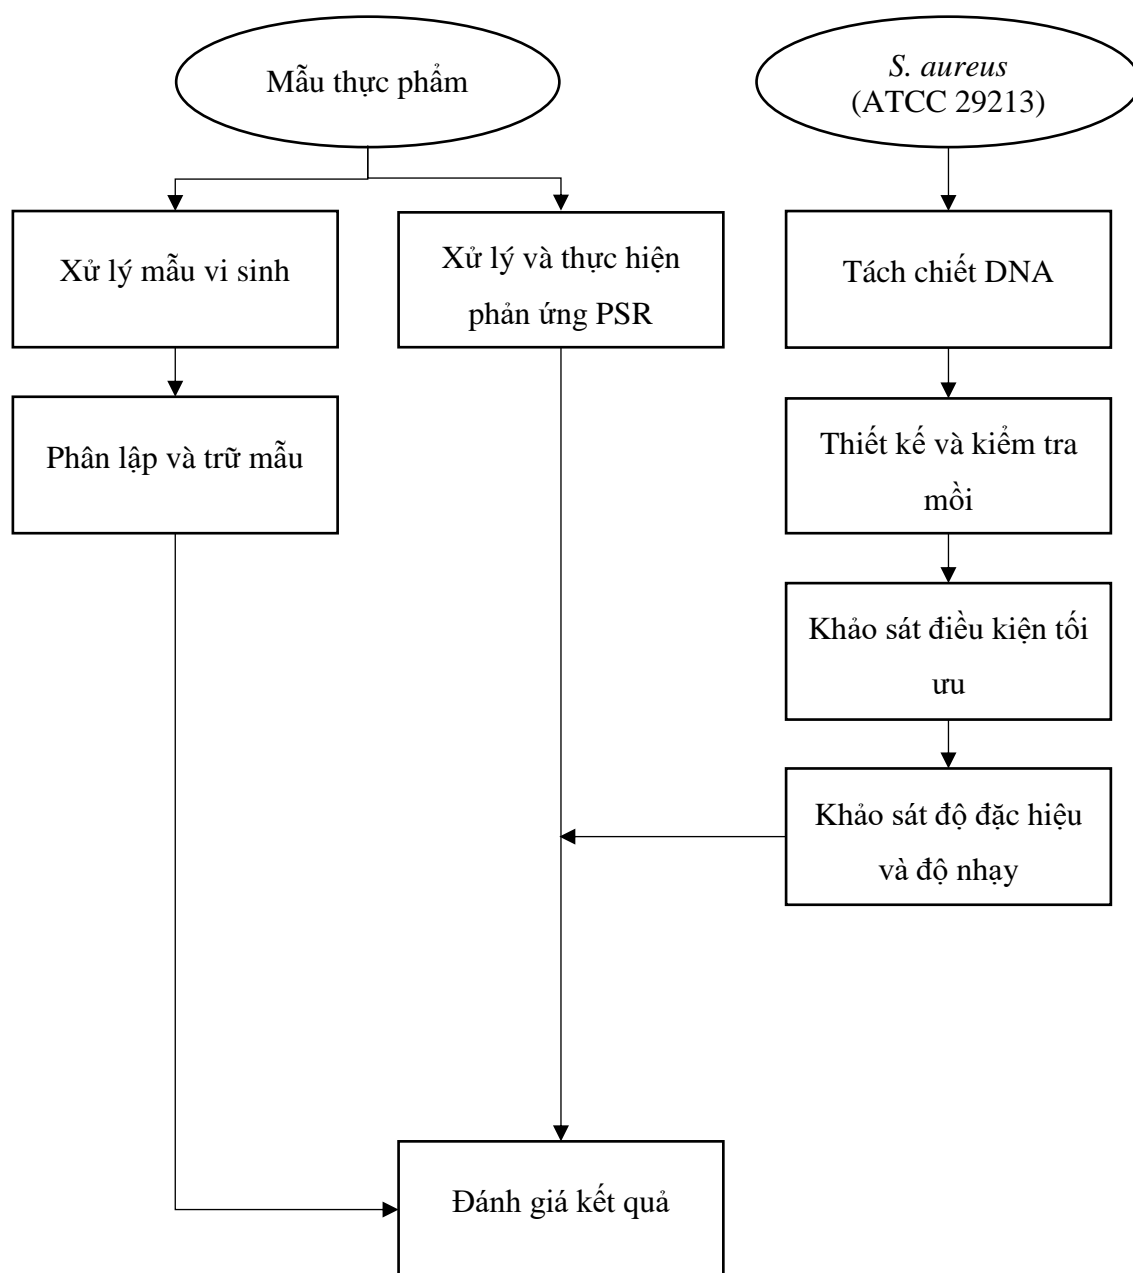 Mẫu thực phẩm
S. aureus
(ATCC 29213)
Xử lý mẫu vi sinh
Xử lý và thực hiện
phản ứng PSR
Tách chiết DNA
Phân lập và trữ mẫu
Thiết kế và kiểm tra
mồi
Khảo sát điều kiện tối
ưu
Khảo sát độ đặc hiệu
và độ nhạy
Đánh giá kết quả